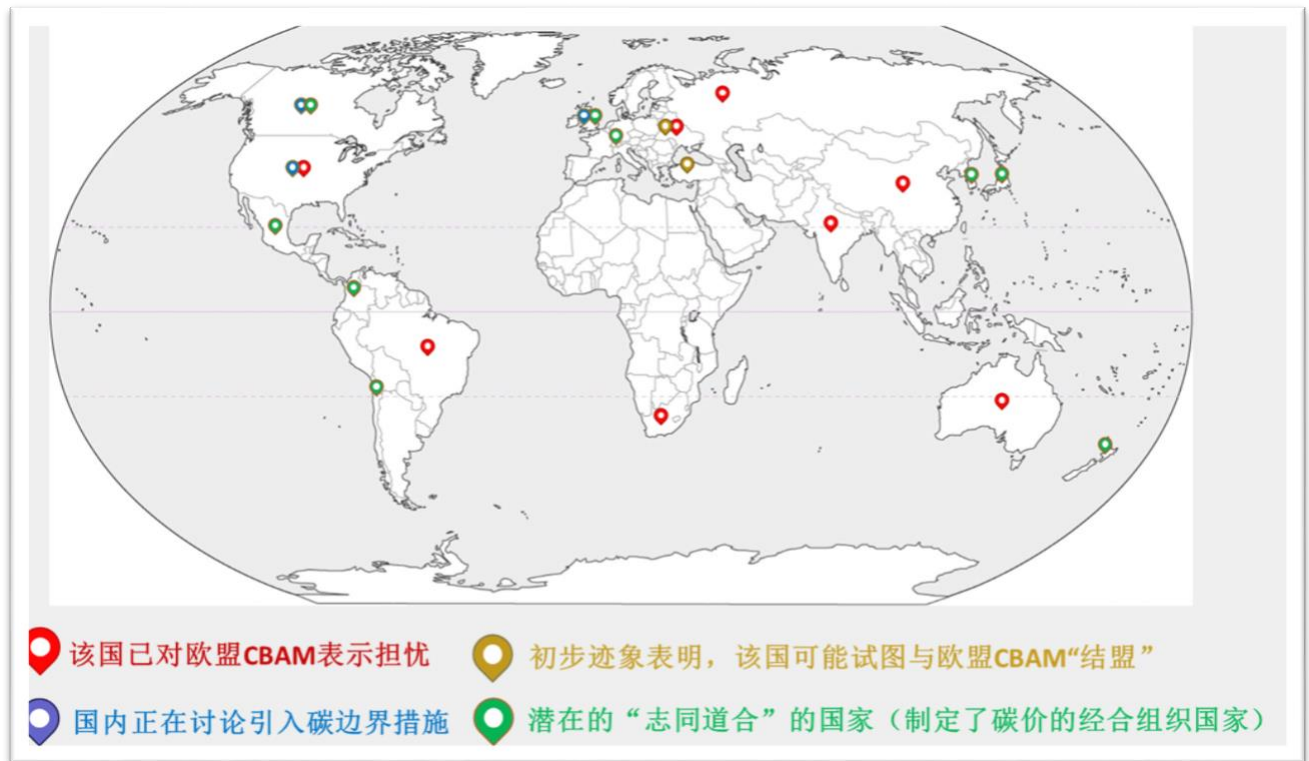 该国已对欧盟CBAM表示担忧
初步迹象表明，该国可能试图与欧盟CBAM“结盟”
国内正在讨论引入碳边界措施
潜在的“志同道合”的国家（制定了碳价的经合组织国家）